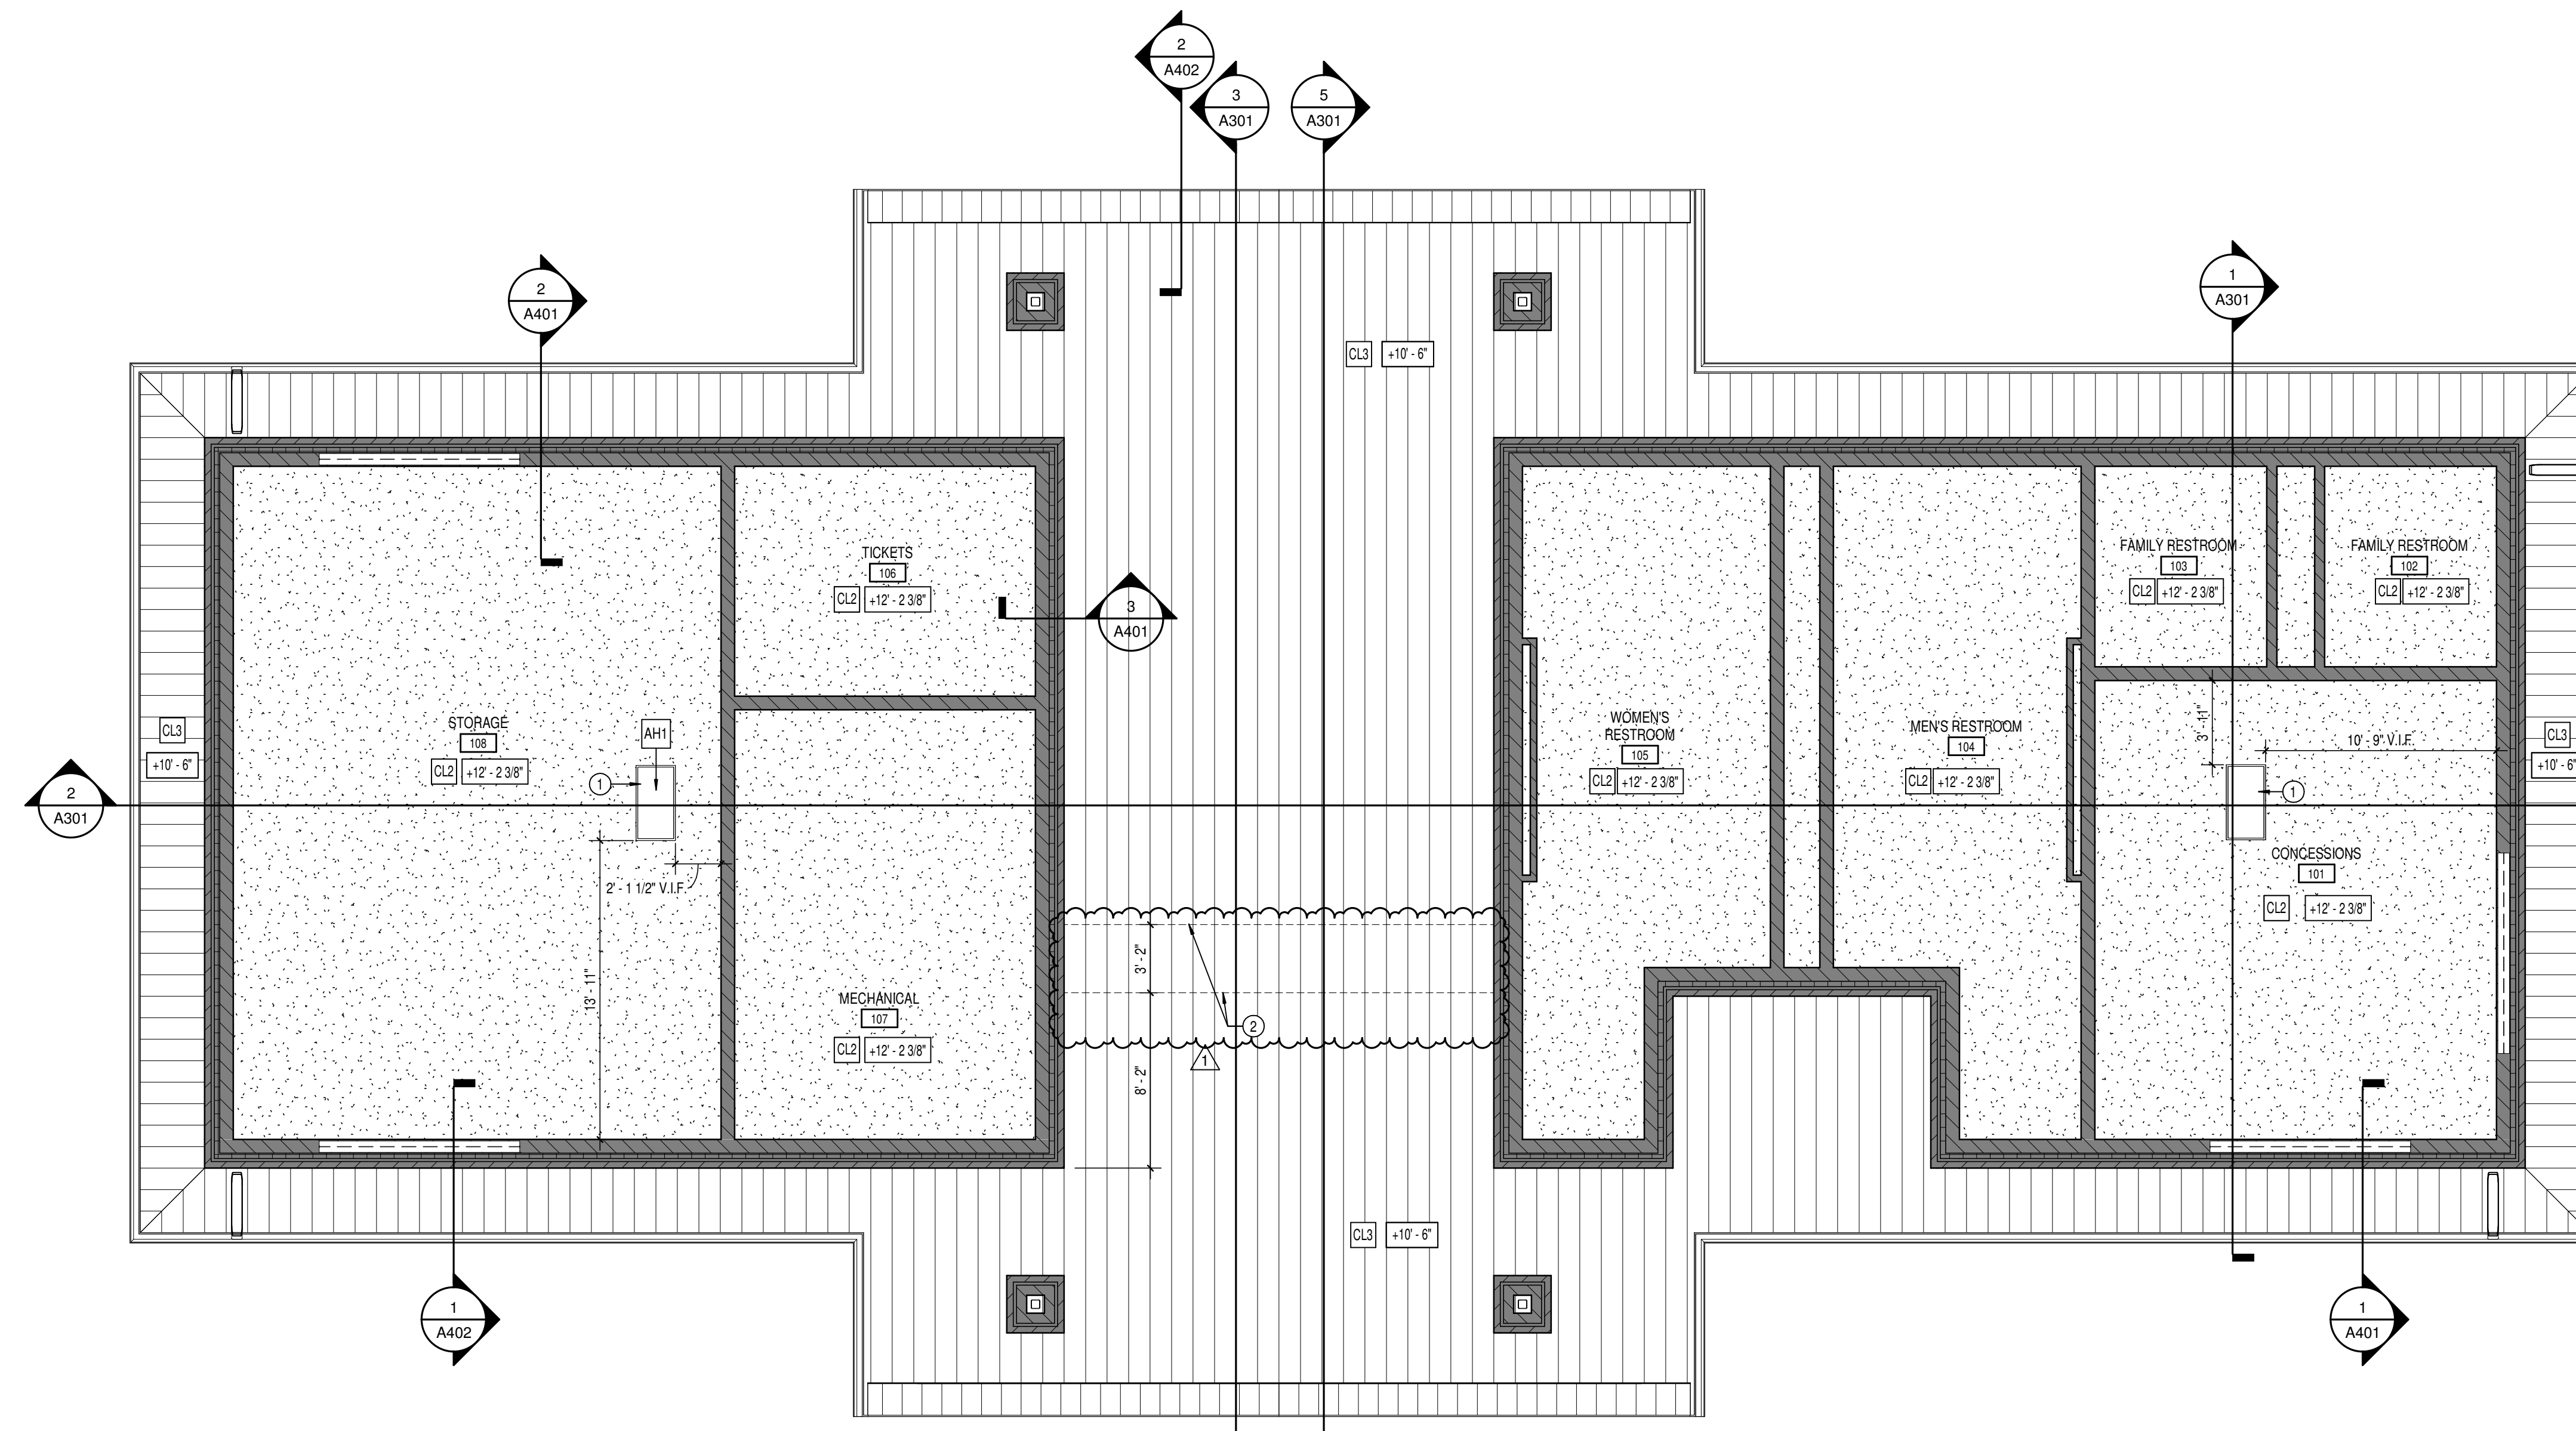 2
A402
3
A301
5
A301
2
A401
1
A301
CL3 +10' - 6"
TICKETS
106
CL2 +12' - 2 3/8"
FAMILY RESTROOM
103
CL2 +12' - 2 3/8"
FAMILY RESTROOM
102
CL2 +12' - 2 3/8"
3
A401
STORAGE
108
CL2 +12' - 2 3/8"
AH1
1
CL3
+10' - 6"
2
A301
WOMEN'S
RESTROOM
105
CL2 +12' - 2 3/8"
MEN'S RESTROOM
104
CL2 +12' - 2 3/8"
3' - 11"
10' - 9" V.I.F.
1
CL3
+10' - 6"
CONCESSIONS
101
CL2 +12' - 2 3/8"
2' - 1 1/2" V.I.F.
13' - 11"
3' - 2"
MECHANICAL
107
CL2 +12' - 2 3/8"
2
1
8' - 2"
CL3 +10' - 6"
1
A402
1
A401